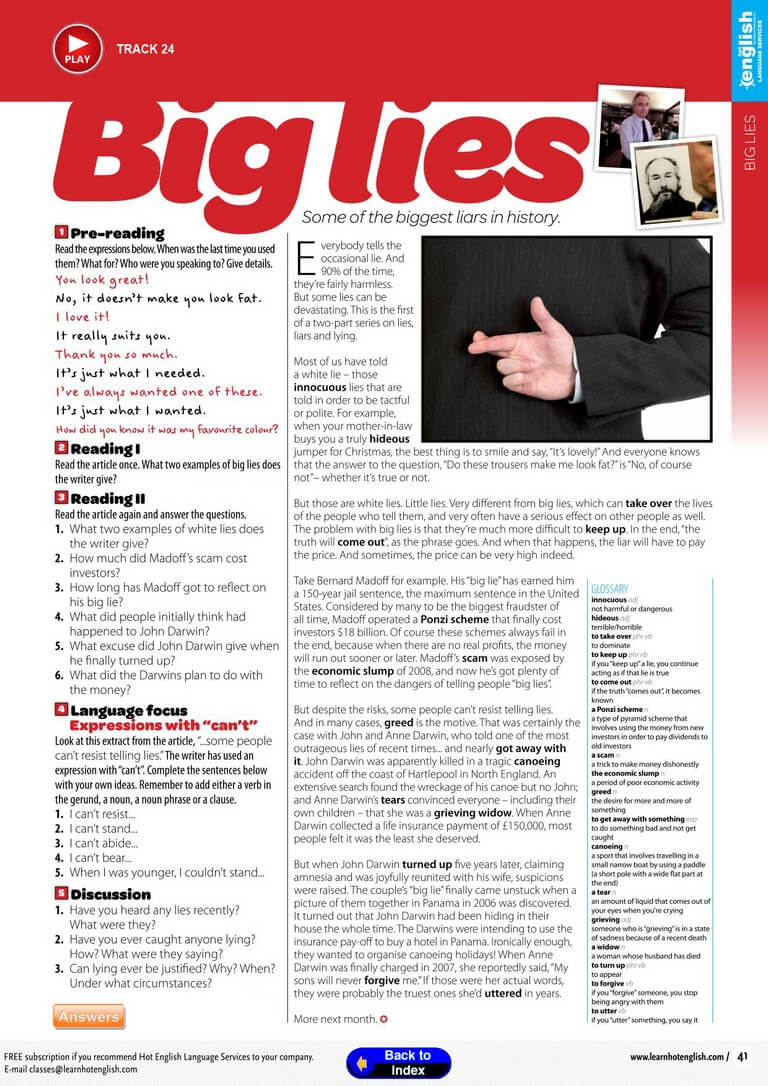 PLAY
TRACK 24
english
LANGUAGE SERVICES
BIG LIES
Big lies
Some of the biggest liars in history.
1 Pre-reading
Read the expressions below. When was the last time you used
them? What for? Who were you speaking to? Give details.
You look great!
No, it doesn't make you look fat.
I love it!
It really suits you.
Thank you so much.
It's just what I needed.
I've always wanted one of these.
It's just what I wanted.
How did you know it was my favourite colour?
2 Reading I
Read the article once. What two examples of big lies does
the writer give?
3 Reading II
Read the article again and answer the questions.
1. What two examples of white lies does
the writer give?
2. How much did Madoff's scam cost
investors?
3. How long has Madoff got to reflect on
his big lie?
4. What did people initially think had
happened to John Darwin?
5. What excuse did John Darwin give when
he finally turned up?
6. What did the Darwins plan to do with
the money?
4 Language focus
Expressions with "can't"
Look at this extract from the article, "...some people
can't resist telling lies." The writer has used an
expression with "can't". Complete the sentences below
with your own ideas. Remember to add either a verb in
the gerund, a noun, a noun phrase or a clause.
1. I can't resist...
2. I can't stand...
3. I can't abide...
4. I can't bear...
5. When I was younger, I couldn't stand...
5 Discussion
1. Have you heard any lies recently?
What were they?
2. Have you ever caught anyone lying?
How? What were they saying?
3. Can lying ever be justified? Why? When?
Under what circumstances?
Answers
Everybody tells the
occasional lie. And
90% of the time,
they're fairly harmless.
But some lies can be
devastating. This is the first
of a two-part series on lies,
liars and lying.
Most of us have told
a white lie – those
innocuous lies that are
told in order to be tactful
or polite. For example,
when your mother-in-law
buys you a truly hideous
jumper for Christmas, the best thing is to smile and say, "It's lovely!" And everyone knows
that the answer to the question, "Do these trousers make me look fat?" is "No, of course
not" – whether it's true or not.
But those are white lies. Little lies. Very different from big lies, which can take over the lives
of the people who tell them, and very often have a serious effect on other people as well.
The problem with big lies is that they're much more difficult to keep up. In the end, "the
truth will come out", as the phrase goes. And when that happens, the liar will have to pay
the price. And sometimes, the price can be very high indeed.
Take Bernard Madoff for example. His "big lie" has earned him
a 150-year jail sentence, the maximum sentence in the United
States. Considered by many to be the biggest fraudster of
all time, Madoff operated a Ponzi scheme that finally cost
investors $18 billion. Of course these schemes always fail in
the end, because when there are no real profits, the money
will run out sooner or later. Madoff's scam was exposed by
the economic slump of 2008, and now he's got plenty of
time to reflect on the dangers of telling people "big lies".
But despite the risks, some people can't resist telling lies.
And in many cases, greed is the motive. That was certainly the
case with John and Anne Darwin, who told one of the most
outrageous lies of recent times... and nearly got away with
it. John Darwin was apparently killed in a tragic canoeing
accident off the coast of Hartlepool in North England. An
extensive search found the wreckage of his canoe but no John;
and Anne Darwin's tears convinced everyone – including their
own children – that she was a grieving widow. When Anne
Darwin collected a life insurance payment of £150,000, most
people felt it was the least she deserved.
But when John Darwin turned up five years later, claiming
amnesia and was joyfully reunited with his wife, suspicions
were raised. The couple's "big lie" finally came unstuck when a
picture of them together in Panama in 2006 was discovered.
It turned out that John Darwin had been hiding in their
house the whole time. The Darwins were intending to use the
insurance pay-off to buy a hotel in Panama. Ironically enough,
they wanted to organise canoeing holidays! When Anne
Darwin was finally charged in 2007, she reportedly said, "My
sons will never forgive me." If those were her actual words,
they were probably the truest ones she'd uttered in years.
More next month.
GLOSSARY
innocuous adj
not harmful or dangerous
hideous adj
terrible/horrible
to take over phr vb
to dominate
to keep up phr vb
if you "keep up" a lie, you continue
acting as if that lie is true
to come out phr vb
if the truth "comes out", it becomes
known
a Ponzi scheme n
a type of pyramid scheme that
involves using the money from new
investors in order to pay dividends to
old investors
a scam n
a trick to make money dishonestly
the economic slump n
a period of poor economic activity
greed n
the desire for more and more of
something
to get away with something exp
to do something bad and not get
caught
canoeing n
a sport that involves travelling in a
small narrow boat by using a paddle
(a short pole with a wide flat part at
the end)
a tear n
an amount of liquid that comes out of
your eyes when you're crying
grieving adj
someone who is "grieving" is in a state
of sadness because of a recent death
a widow n
a woman whose husband has died
to turn up phr vb
to appear
to forgive vb
if you "forgive" someone, you stop
being angry with them
to utter vb
if you "utter" something, you say it
FREE subscription if you recommend Hot English Language Services to your company.
E-mail classes@learnhotenglish.com
Back to
Index
www.learnhotenglish.com / 41